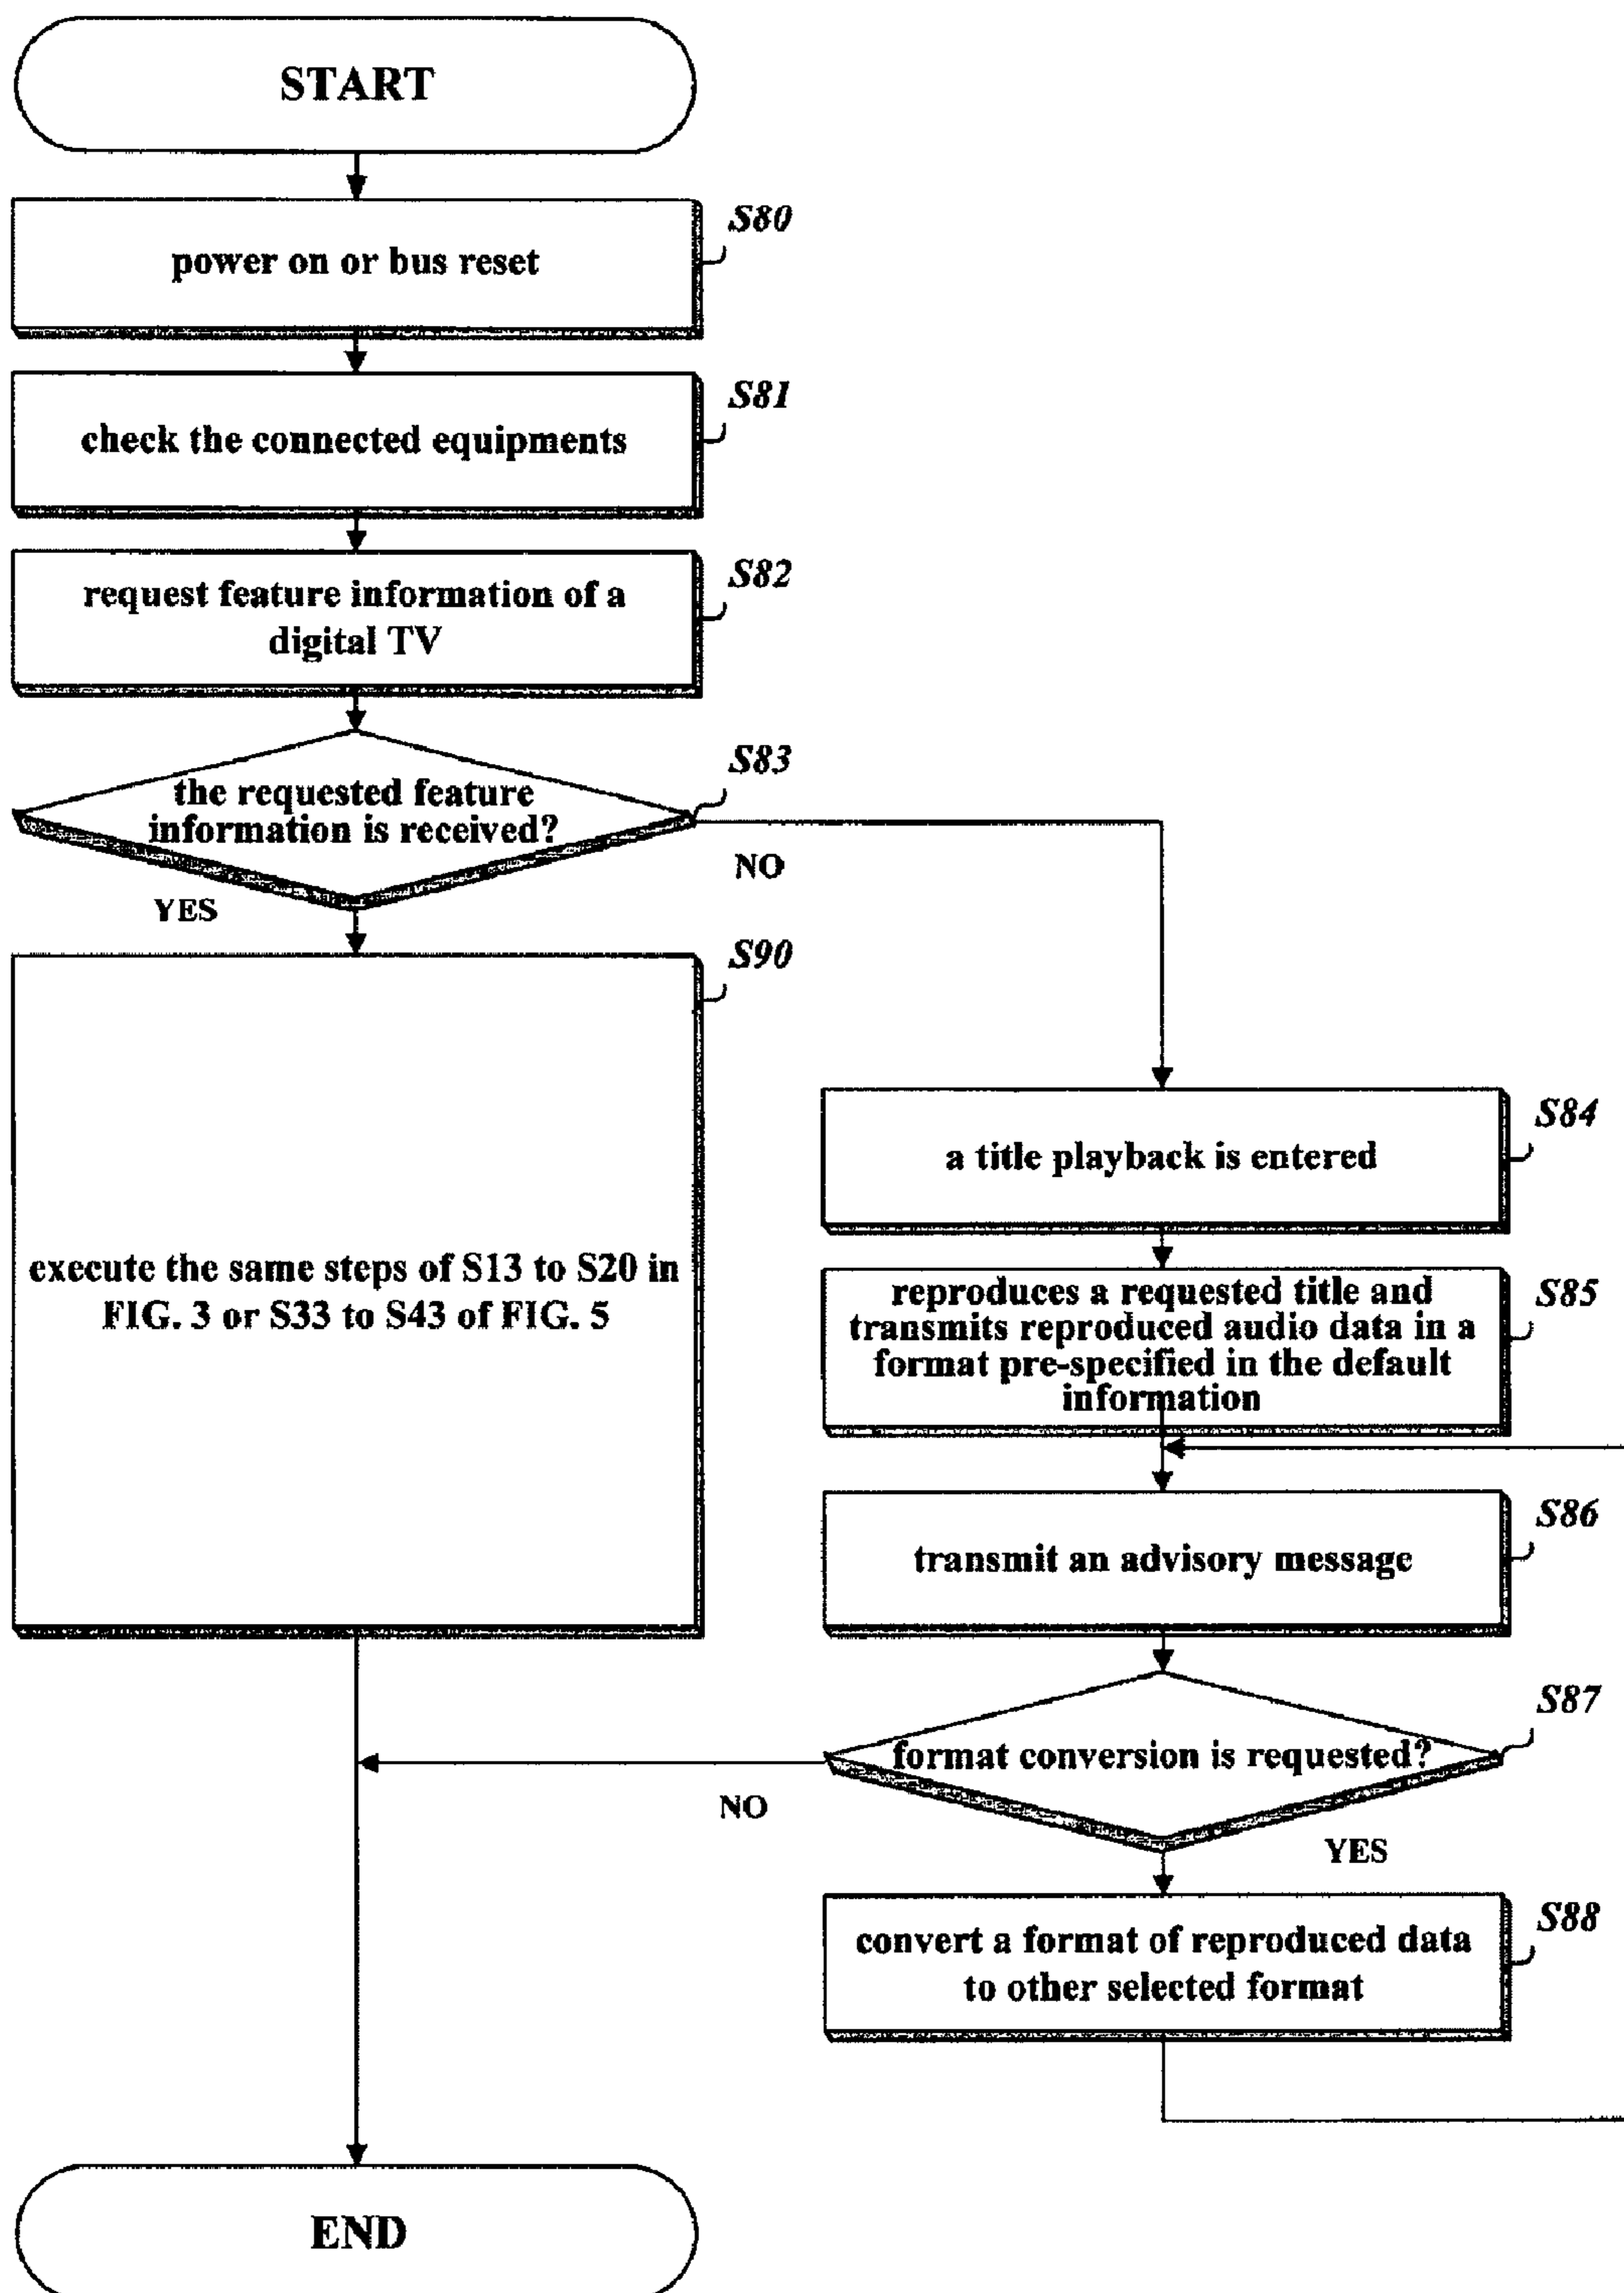 START
S80
power on or bus reset
S81
check the connected equipments
S82
request feature information of a
digital TV
S83
the requested feature
information is received?
NO
YES
S90
execute the same steps of S13 to S20 in
FIG. 3 or S33 to S43 of FIG. 5
S84
a title playback is entered
S85
reproduces a requested title and
transmits reproduced audio data in a
format pre-specified in the default
information
S86
transmit an advisory message
S87
format conversion is requested?
NO
YES
S88
convert a format of reproduced data
to other selected format
END